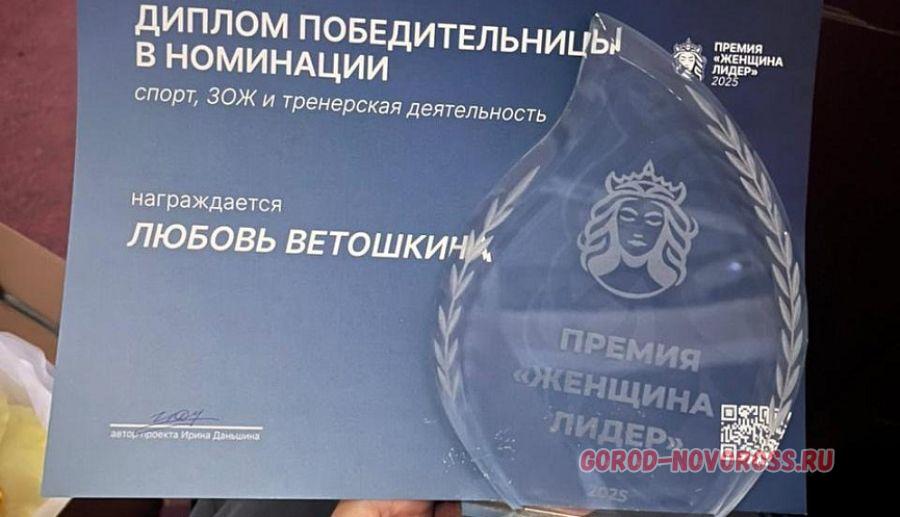 ДИПЛОМ ПОБЕДИТЕЛЬНИЦЫ
В НОМИНАЦИИ
спорт, ЗОЖ и тренерская деятельность
ПРЕМИЯ
«ЖЕНЩИНА
ЛИДЕР»
2025
награждается
ЛЮБОВЬ ВЕТОШКИНА
автор проекта Ирина Даньшина
ПРЕМИЯ
«ЖЕНЩИНА
ЛИДЕР»
2025
GOROD-NOVOROSS.RU